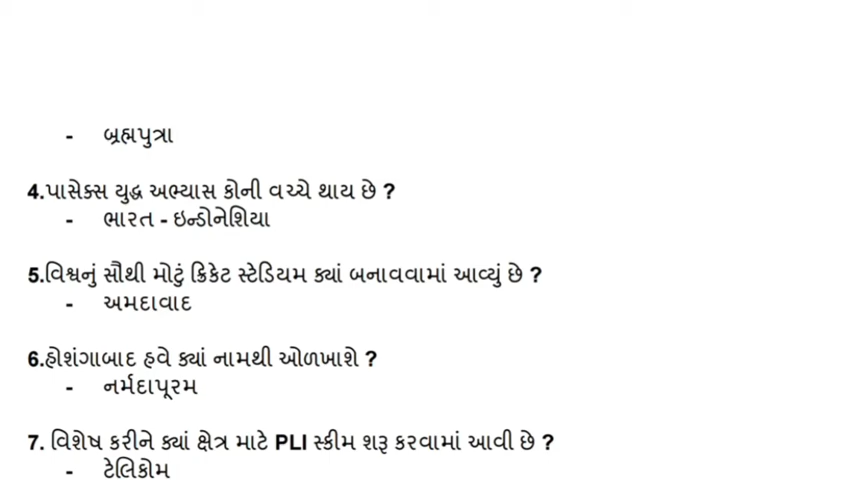 - બ્રહ્મપુત્રા
4.પાસેક્સ યુદ્ધ અભ્યાસ કોની વચ્ચે થાય છે ?
- ભારત - ઇન્ડોનેશિયા
5.વિશ્વનું સૌથી મોટું ક્રિકેટ સ્ટેડિયમ ક્યાં બનાવવામાં આવ્યું છે ?
- અમદાવાદ
6.હોશંગાબાદ હવે ક્યાં નામથી ઓળખાશે ?
- નર્મદાપૂરમ
7. વિશેષ કરીને ક્યાં ક્ષેત્ર માટે PLI સ્કીમ શરૂ કરવામાં આવી છે ?
- ટેલિકોમ